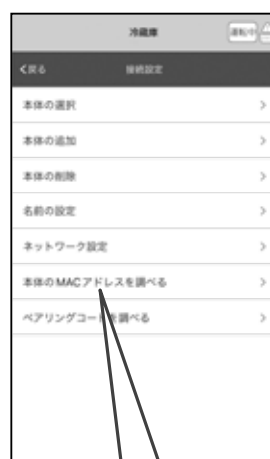 冷蔵庫 運転中
<戻る 接続設定
本体の選択
本体の追加
本体の削除
名前の設定
ネットワーク設定
本体のMACアドレスを調べる
ペアリングコードを調べる